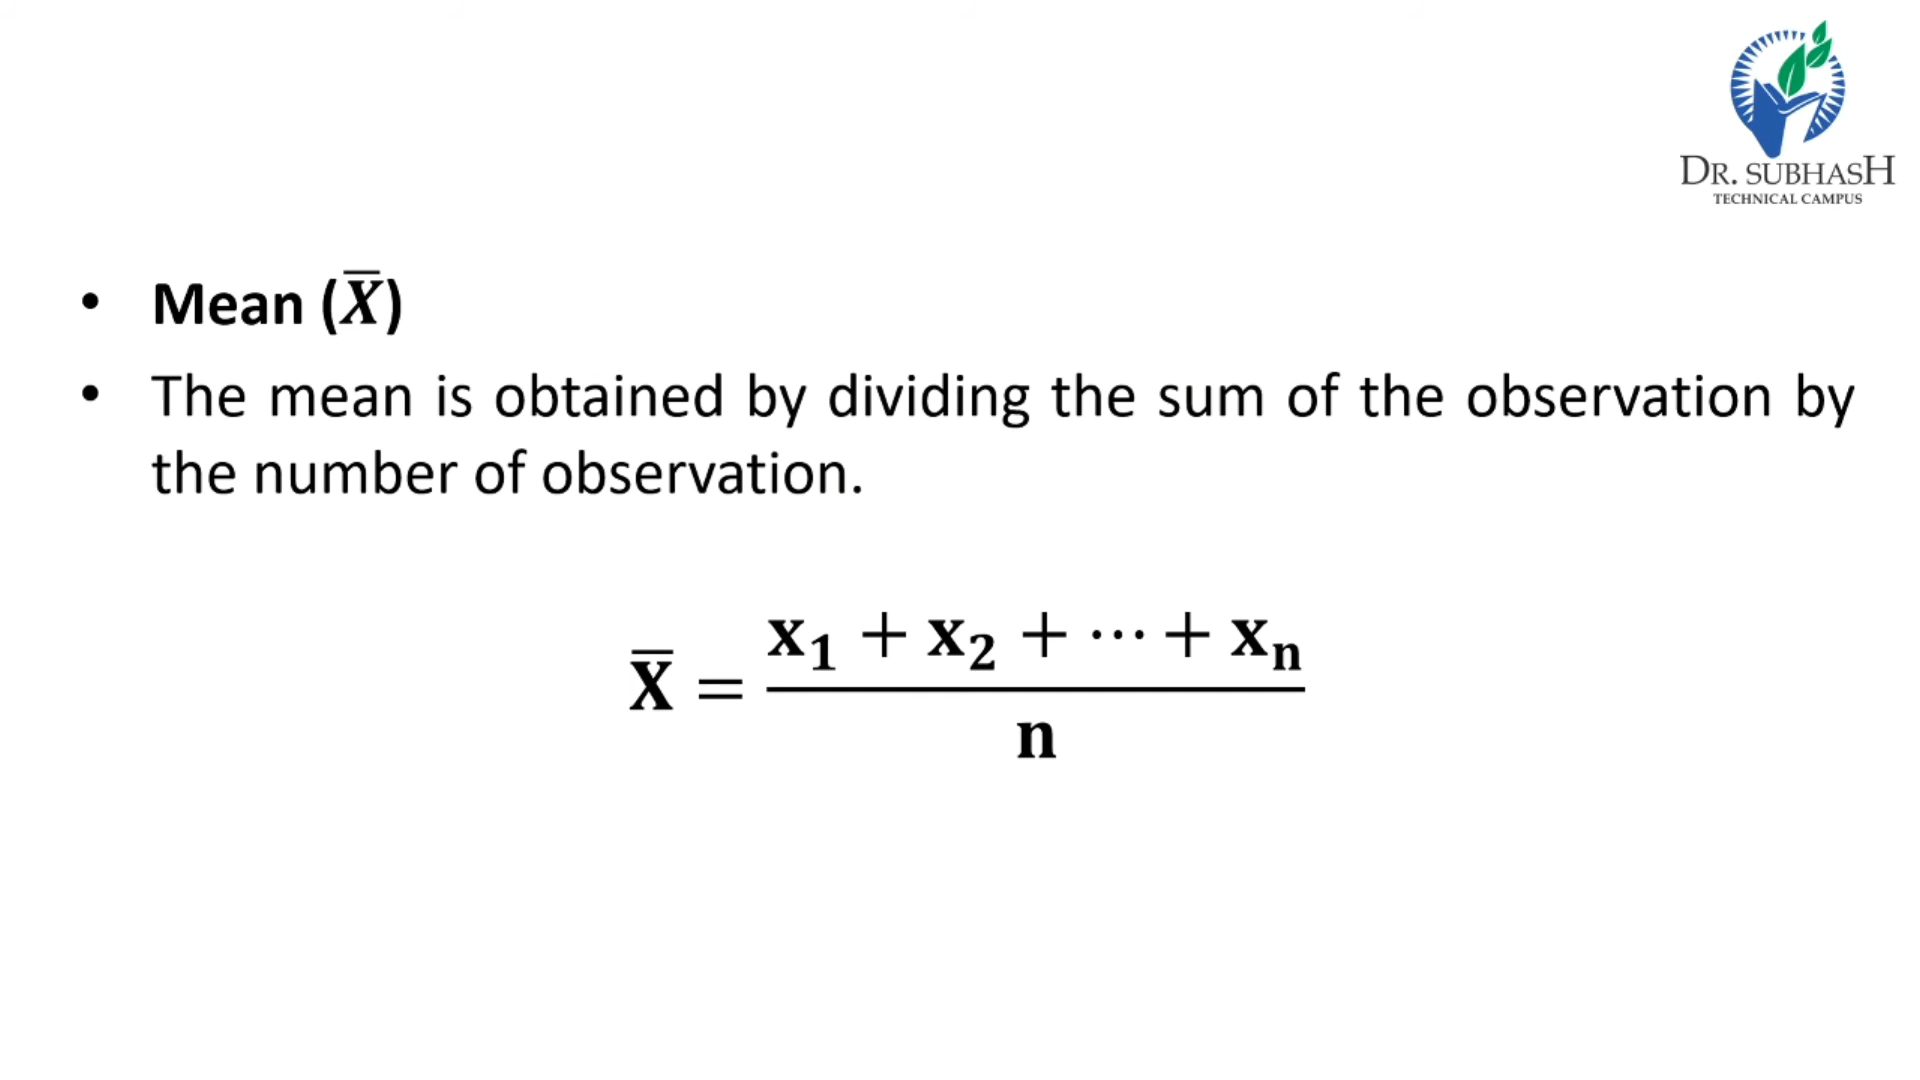 DR. SUBHASH
TECHNICAL CAMPUS
• Mean (X̅)
• The mean is obtained by dividing the sum of the observation by
the number of observation.
X̅ = (x₁ + x₂ + ⋯ + xₙ) / n